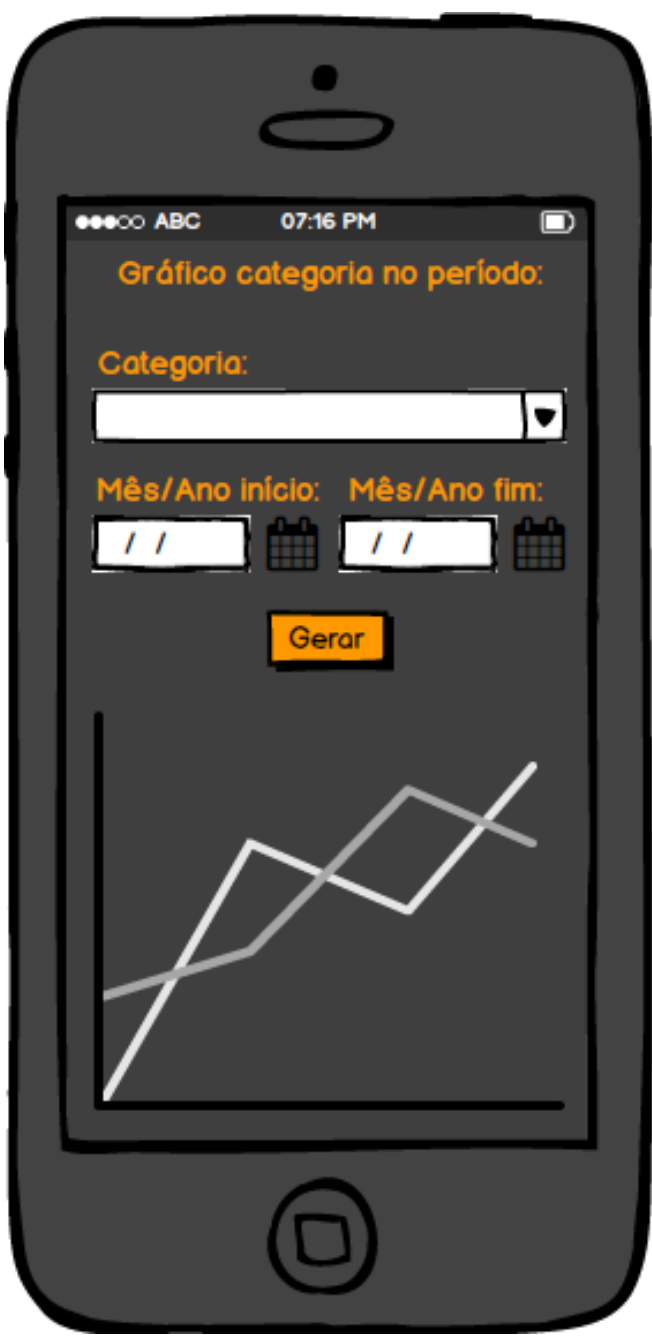 ABC 07:16 PM
Gráfico categoria no período:
Categoria:
Mês/Ano início: Mês/Ano fim:
/ / / /
Gerar